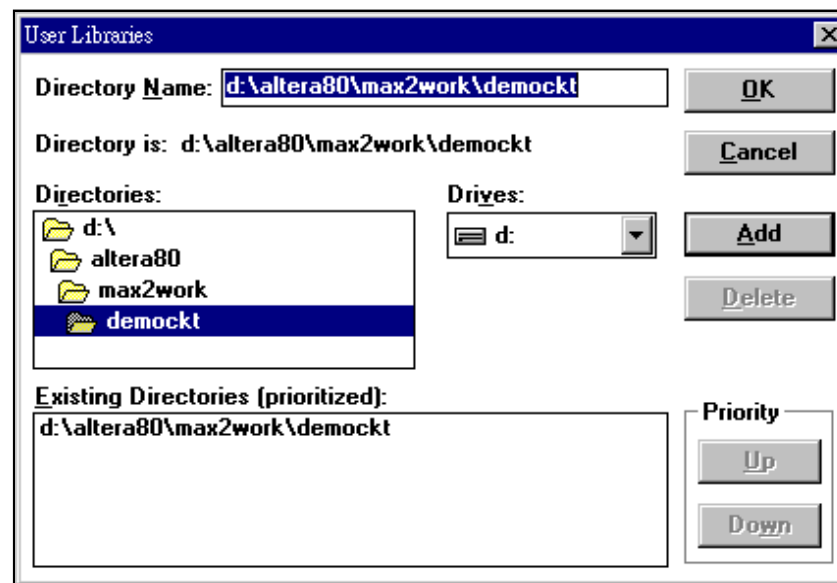 User Libraries
Directory Name: d:\altera80\max2work\demockt
OK
Directory is: d:\altera80\max2work\demockt
Cancel
Directories:
Drives:
d:\
d:
Add
altera80
max2work
Delete
demockt
Existing Directories (prioritized):
d:\altera80\max2work\demockt
Priority
Up
Down